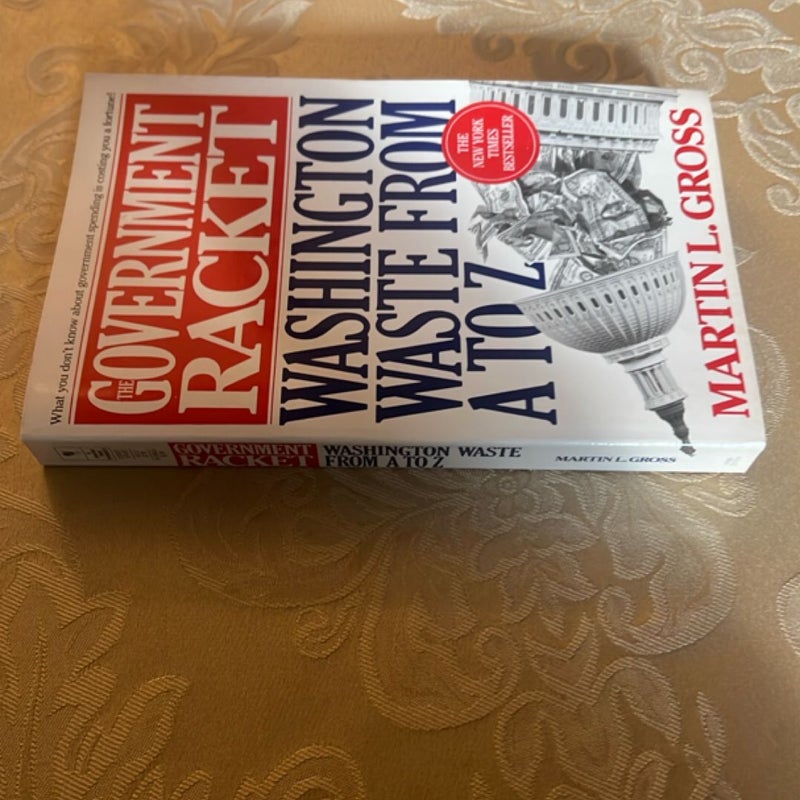 What you don't know about government spending is costing you a fortune!
THE GOVERNMENT
RACKET
WASHINGTON
WASTE FROM
A TO Z
THE
NEW YORK
TIMES
BESTSELLER
MARTIN L. GROSS
GOVERNMENT
RACKET
WASHINGTON WASTE
FROM A TO Z
MARTIN L. GROSS